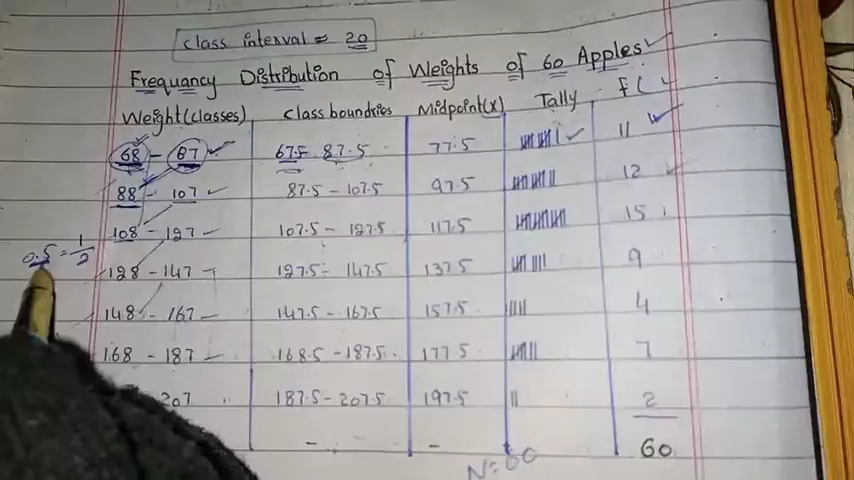 class interval = 20
Frequancy Distribution of Weights of 60 Apples
Weight(classes) class boundries Midpoint(x) Tally f(
68 - 87 67.5 - 87.5 77.5 11
88 - 107 87.5 - 107.5 97.5 12
108 - 127 107.5 - 127.5 117.5 15
0.5 = 1/2
128 - 147 127.5 - 147.5 137.5 9
148 - 167 147.5 - 167.5 157.5 4
168 - 187 168.5 - 187.5 177.5 7
207 187.5 - 207.5 197.5 2
- - 60
N=60